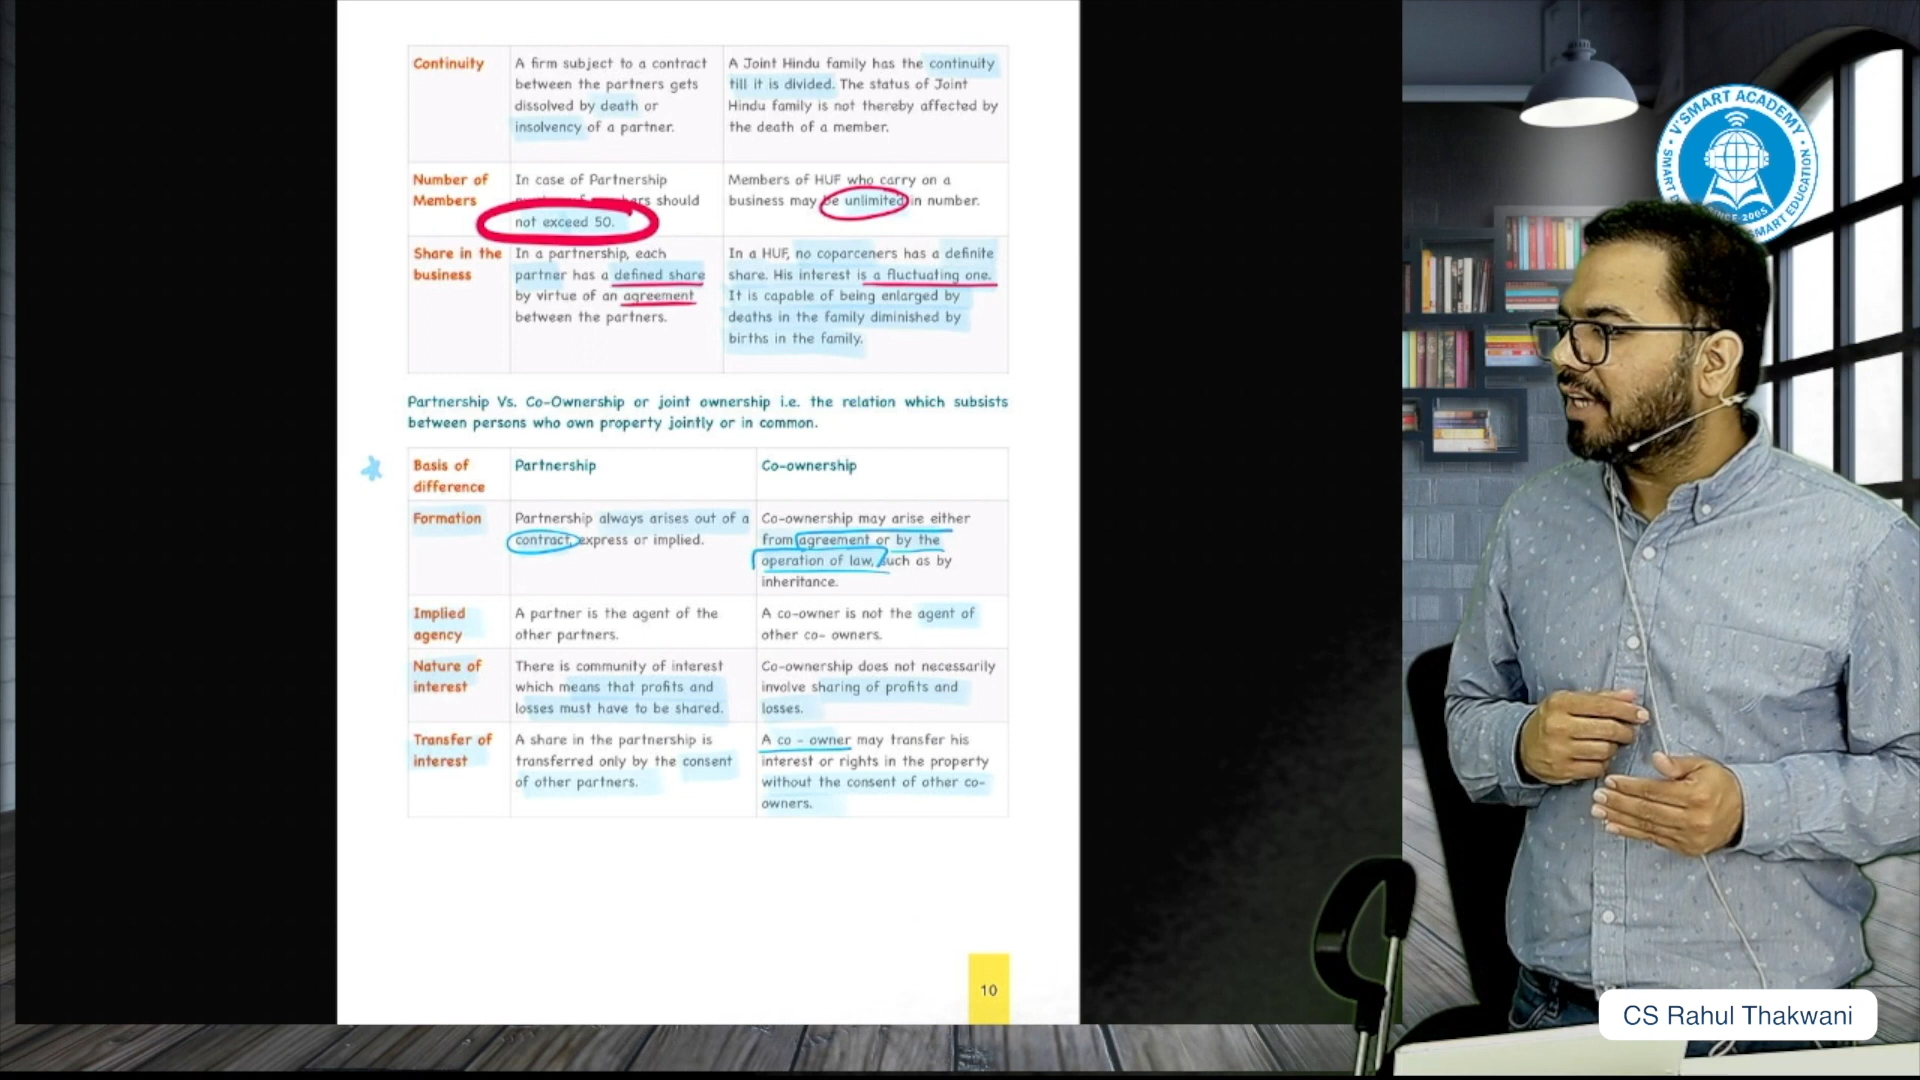 Continuity
A firm subject to a contract
between the partners gets
dissolved by death or
insolvency of a partner.
A Joint Hindu family has the continuity
till it is divided. The status of Joint
Hindu family is not thereby affected by
the death of a member.
Number of
Members
In case of Partnership
should
not exceed 50.
Members of HUF who carry on a
business may be unlimited in number.
Share in the
business
In a partnership, each
partner has a defined share
by virtue of an agreement
between the partners.
In a HUF, no coparceners has a definite
share. His interest is a fluctuating one.
It is capable of being enlarged by
deaths in the family diminished by
births in the family.
Partnership Vs. Co-Ownership or joint ownership i.e. the relation which subsists
between persons who own property jointly or in common.
Basis of
difference
Partnership
Co-ownership
Formation
Partnership always arises out of a
contract, express or implied.
Co-ownership may arise either
from agreement or by the
operation of law, such as by
inheritance.
Implied
agency
A partner is the agent of the
other partners.
A co-owner is not the agent of
other co- owners.
Nature of
interest
There is community of interest
which means that profits and
losses must have to be shared.
Co-ownership does not necessarily
involve sharing of profits and
losses.
Transfer of
interest
A share in the partnership is
transferred only by the consent
of other partners.
A co - owner may transfer his
interest or rights in the property
without the consent of other co-
owners.
10
V'SMART ACADEMY
SMART
SMART EDUCATION
SINCE-2005
CS Rahul Thakwani